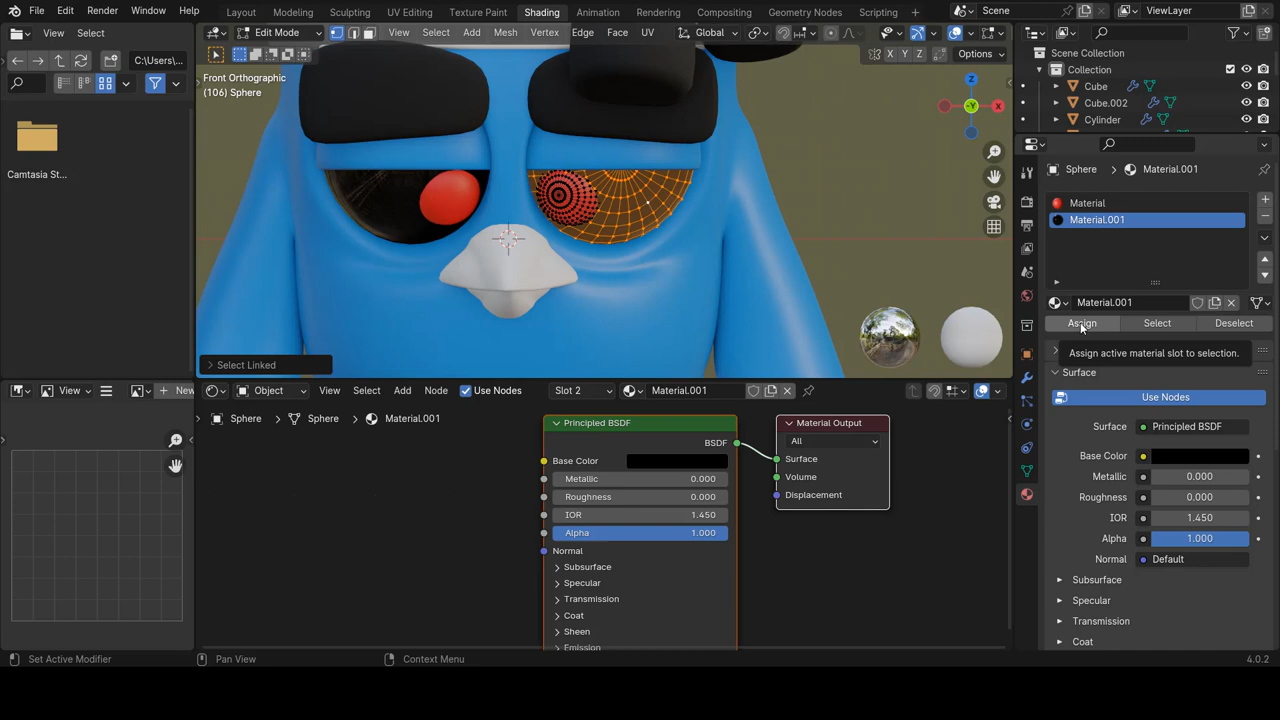 File Edit Render Window Help Layout Modeling Sculpting UV Editing Texture Paint Shading Animation Rendering Compositing Geometry Nodes Scripting Scene ViewLayer
View Select Edit Mode View Select Add Mesh Vertex Edge Face UV Global
C:\Users\... X Y Z Options Scene Collection
Front Orthographic Collection
(106) Sphere Cube
Cube.002
Z X -Y
Cylinder
Camtasia St... Sphere Material.001
Material
Material.001
Material.001
Assign Select Deselect
Assign active material slot to selection.
Select Linked
Surface
View New Object View Select Add Node Use Nodes Slot 2 Material.001 Use Nodes
Sphere Sphere Material.001
Principled BSDF Material Output Surface Principled BSDF
BSDF All
Base Color Surface Base Color
Metallic 0.000 Volume Metallic 0.000
Roughness 0.000 Displacement Roughness 0.000
IOR 1.450 IOR 1.450
Alpha 1.000 Alpha 1.000
Normal Normal Default
Subsurface Subsurface
Specular Specular
Transmission Transmission
Coat Coat
Sheen
Emission
Set Active Modifier Pan View Context Menu 4.0.2